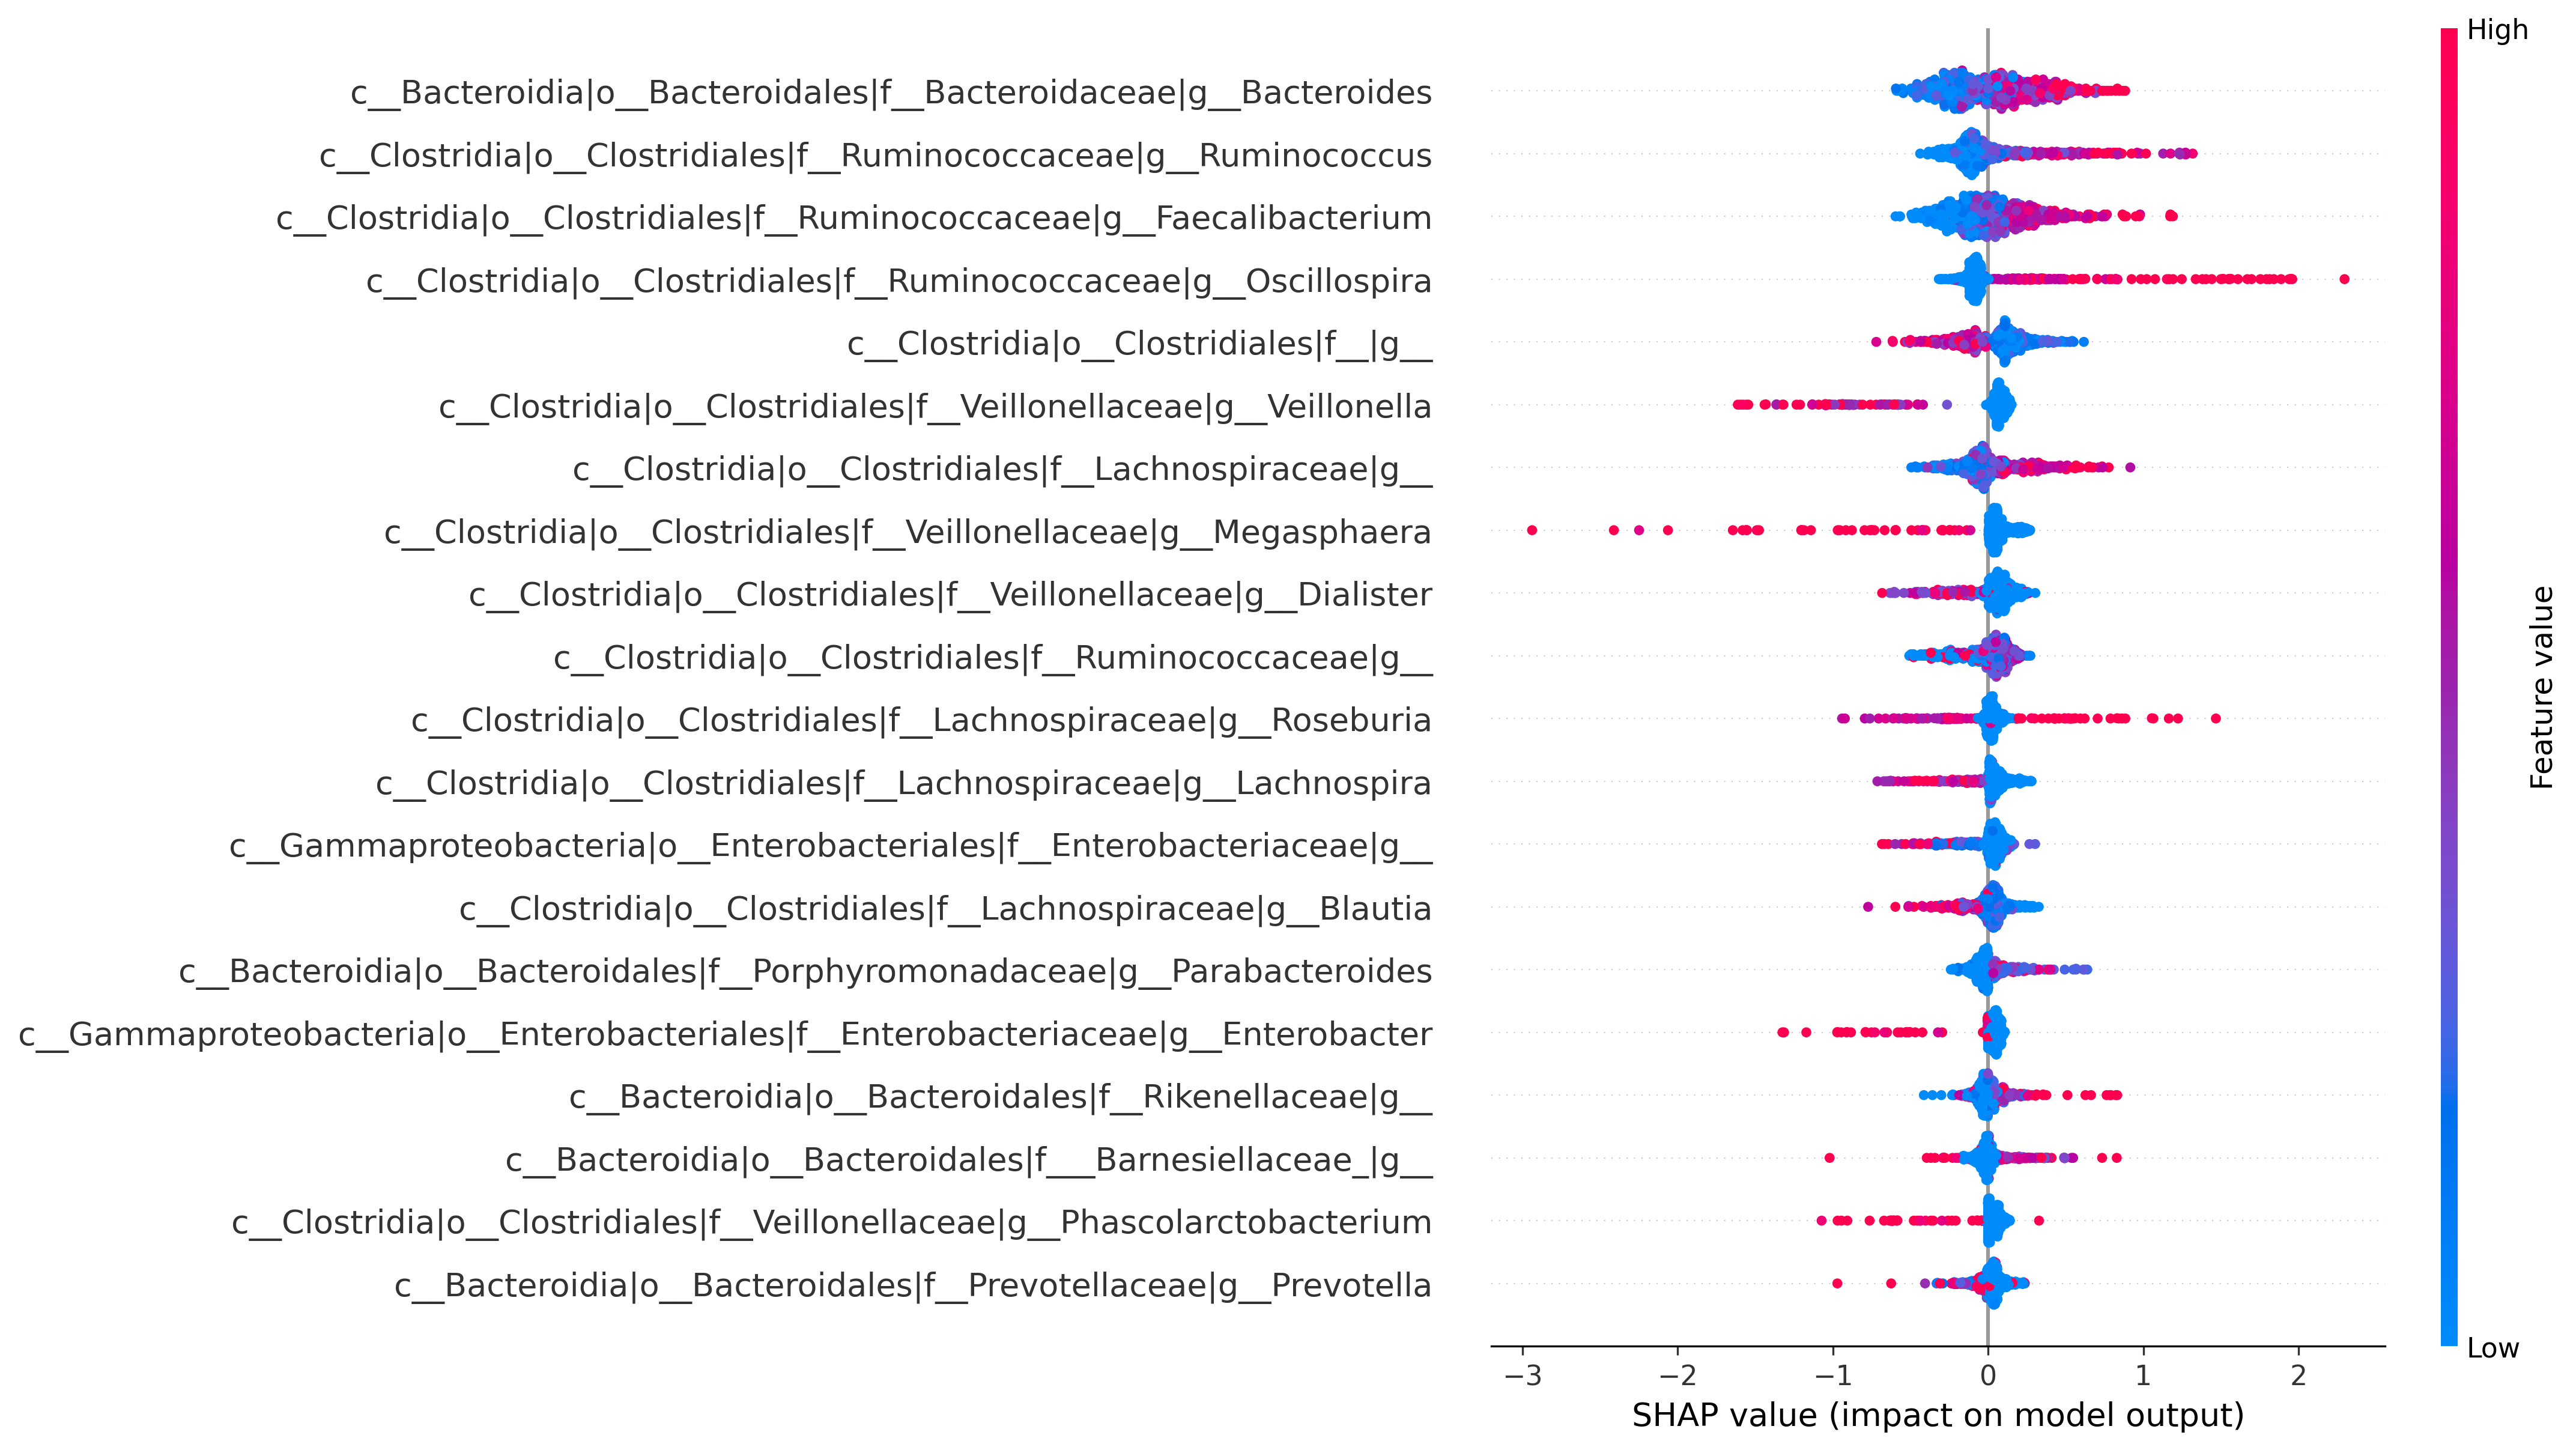 High
c__Bacteroidia|o__Bacteroidales|f__Bacteroidaceae|g__Bacteroides
c__Clostridia|o__Clostridiales|f__Ruminococcaceae|g__Ruminococcus
c__Clostridia|o__Clostridiales|f__Ruminococcaceae|g__Faecalibacterium
c__Clostridia|o__Clostridiales|f__Ruminococcaceae|g__Oscillospira
c__Clostridia|o__Clostridiales|f__|g__
c__Clostridia|o__Clostridiales|f__Veillonellaceae|g__Veillonella
c__Clostridia|o__Clostridiales|f__Lachnospiraceae|g__
c__Clostridia|o__Clostridiales|f__Veillonellaceae|g__Megasphaera
c__Clostridia|o__Clostridiales|f__Veillonellaceae|g__Dialister
c__Clostridia|o__Clostridiales|f__Ruminococcaceae|g__
c__Clostridia|o__Clostridiales|f__Lachnospiraceae|g__Roseburia
c__Clostridia|o__Clostridiales|f__Lachnospiraceae|g__Lachnospira
c__Gammaproteobacteria|o__Enterobacteriales|f__Enterobacteriaceae|g__
c__Clostridia|o__Clostridiales|f__Lachnospiraceae|g__Blautia
c__Bacteroidia|o__Bacteroidales|f__Porphyromonadaceae|g__Parabacteroides
c__Gammaproteobacteria|o__Enterobacteriales|f__Enterobacteriaceae|g__Enterobacter
c__Bacteroidia|o__Bacteroidales|f__Rikenellaceae|g__
c__Bacteroidia|o__Bacteroidales|f___Barnesiellaceae_|g__
c__Clostridia|o__Clostridiales|f__Veillonellaceae|g__Phascolarctobacterium
c__Bacteroidia|o__Bacteroidales|f__Prevotellaceae|g__Prevotella
Feature value
Low
−3 −2 −1 0 1 2
SHAP value (impact on model output)